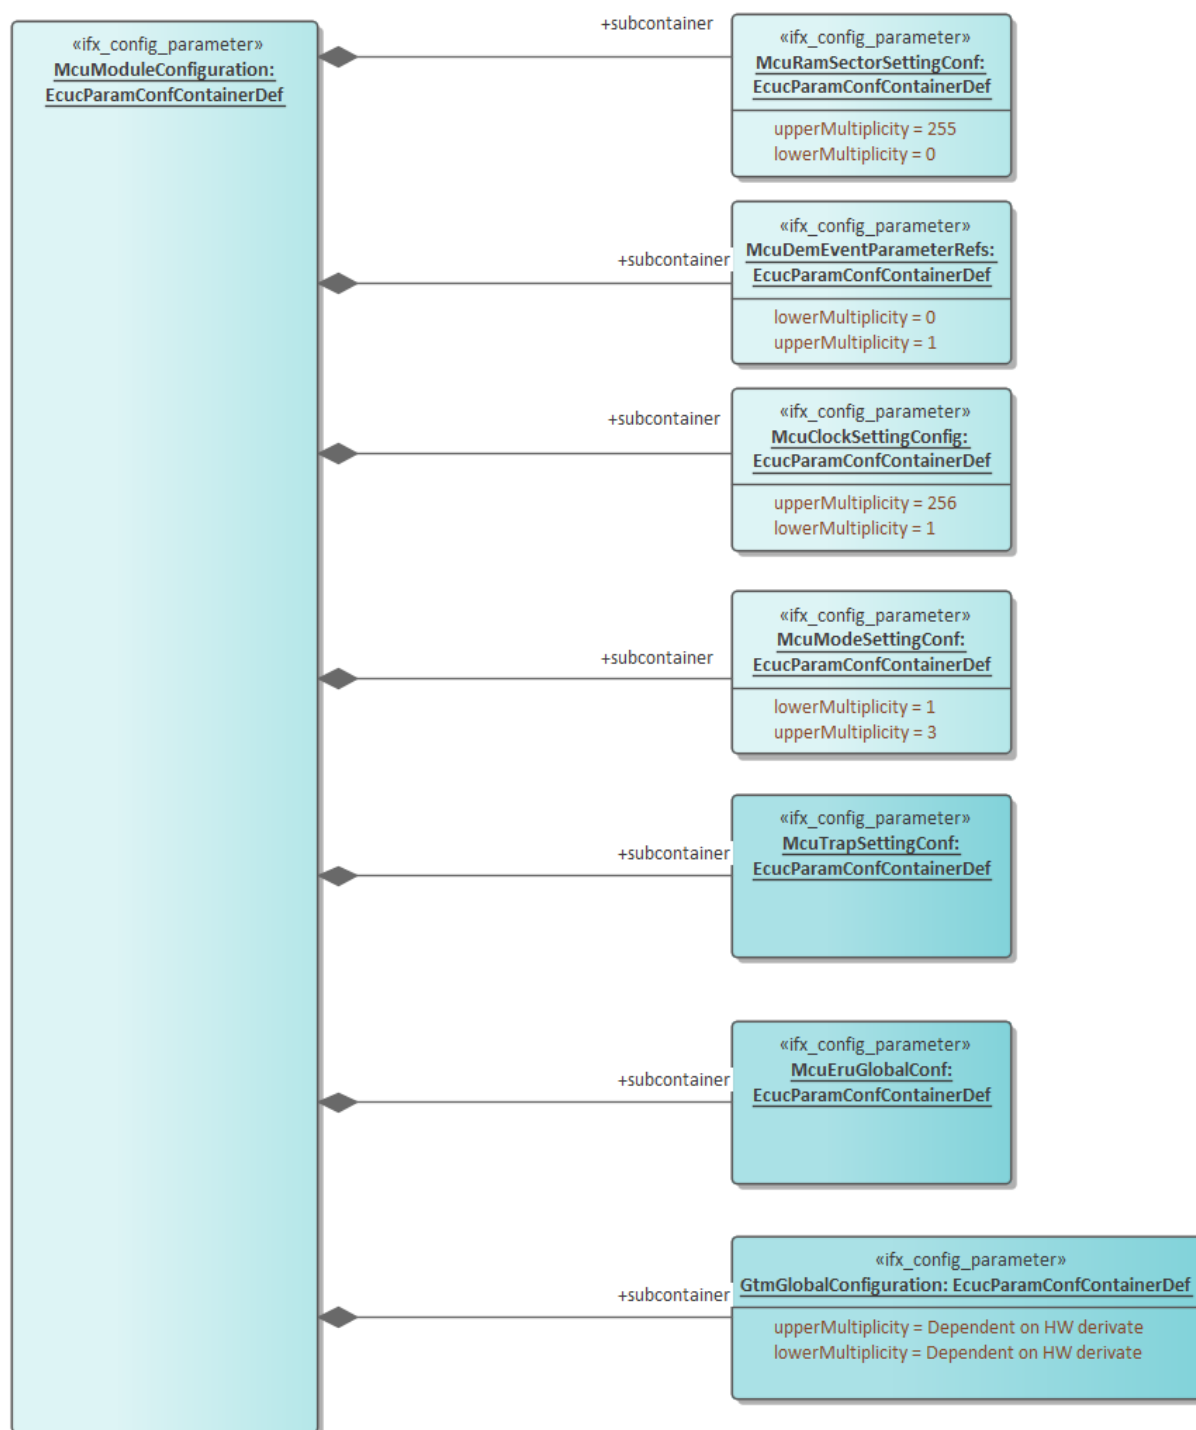 «ifx_config_parameter»
McuModuleConfiguration:
EcucParamConfContainerDef
+subcontainer
«ifx_config_parameter»
McuRamSectorSettingConf:
EcucParamConfContainerDef
upperMultiplicity = 255
lowerMultiplicity = 0
+subcontainer
«ifx_config_parameter»
McuDemEventParameterRefs:
EcucParamConfContainerDef
lowerMultiplicity = 0
upperMultiplicity = 1
+subcontainer
«ifx_config_parameter»
McuClockSettingConfig:
EcucParamConfContainerDef
upperMultiplicity = 256
lowerMultiplicity = 1
+subcontainer
«ifx_config_parameter»
McuModeSettingConf:
EcucParamConfContainerDef
lowerMultiplicity = 1
upperMultiplicity = 3
+subcontainer
«ifx_config_parameter»
McuTrapSettingConf:
EcucParamConfContainerDef
+subcontainer
«ifx_config_parameter»
McuEruGlobalConf:
EcucParamConfContainerDef
+subcontainer
«ifx_config_parameter»
GtmGlobalConfiguration: EcucParamConfContainerDef
upperMultiplicity = Dependent on HW derivate
lowerMultiplicity = Dependent on HW derivate